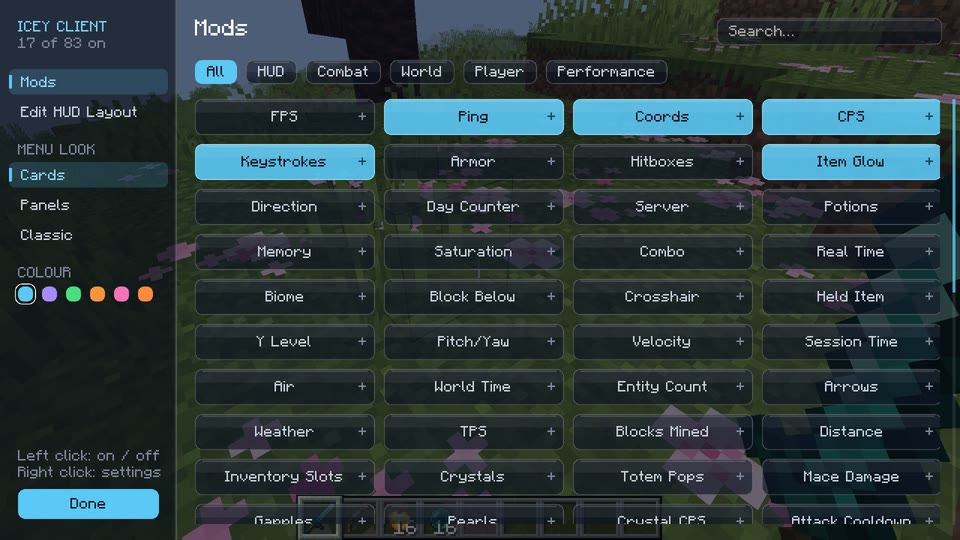 ICEY CLIENT
17 of 83 on
Mods
Edit HUD Layout
MENU LOOK
Cards
Panels
Classic
COLOUR
Left click: on / off
Right click: settings
Done
Mods
Search...
All HUD Combat World Player Performance
FPS + Ping + Coords + CPS +
Keystrokes + Armor + Hitboxes + Item Glow +
Direction + Day Counter + Server + Potions +
Memory + Saturation + Combo + Real Time +
Biome + Block Below + Crosshair + Held Item +
Y Level + Pitch/Yaw + Velocity + Session Time +
Air + World Time + Entity Count + Arrows +
Weather + TPS + Blocks Mined + Distance +
Inventory Slots + Crystals + Totem Pops + Mace Damage +
Gapples + Pearls + Crystal CPS + Attack Cooldown +
16 16